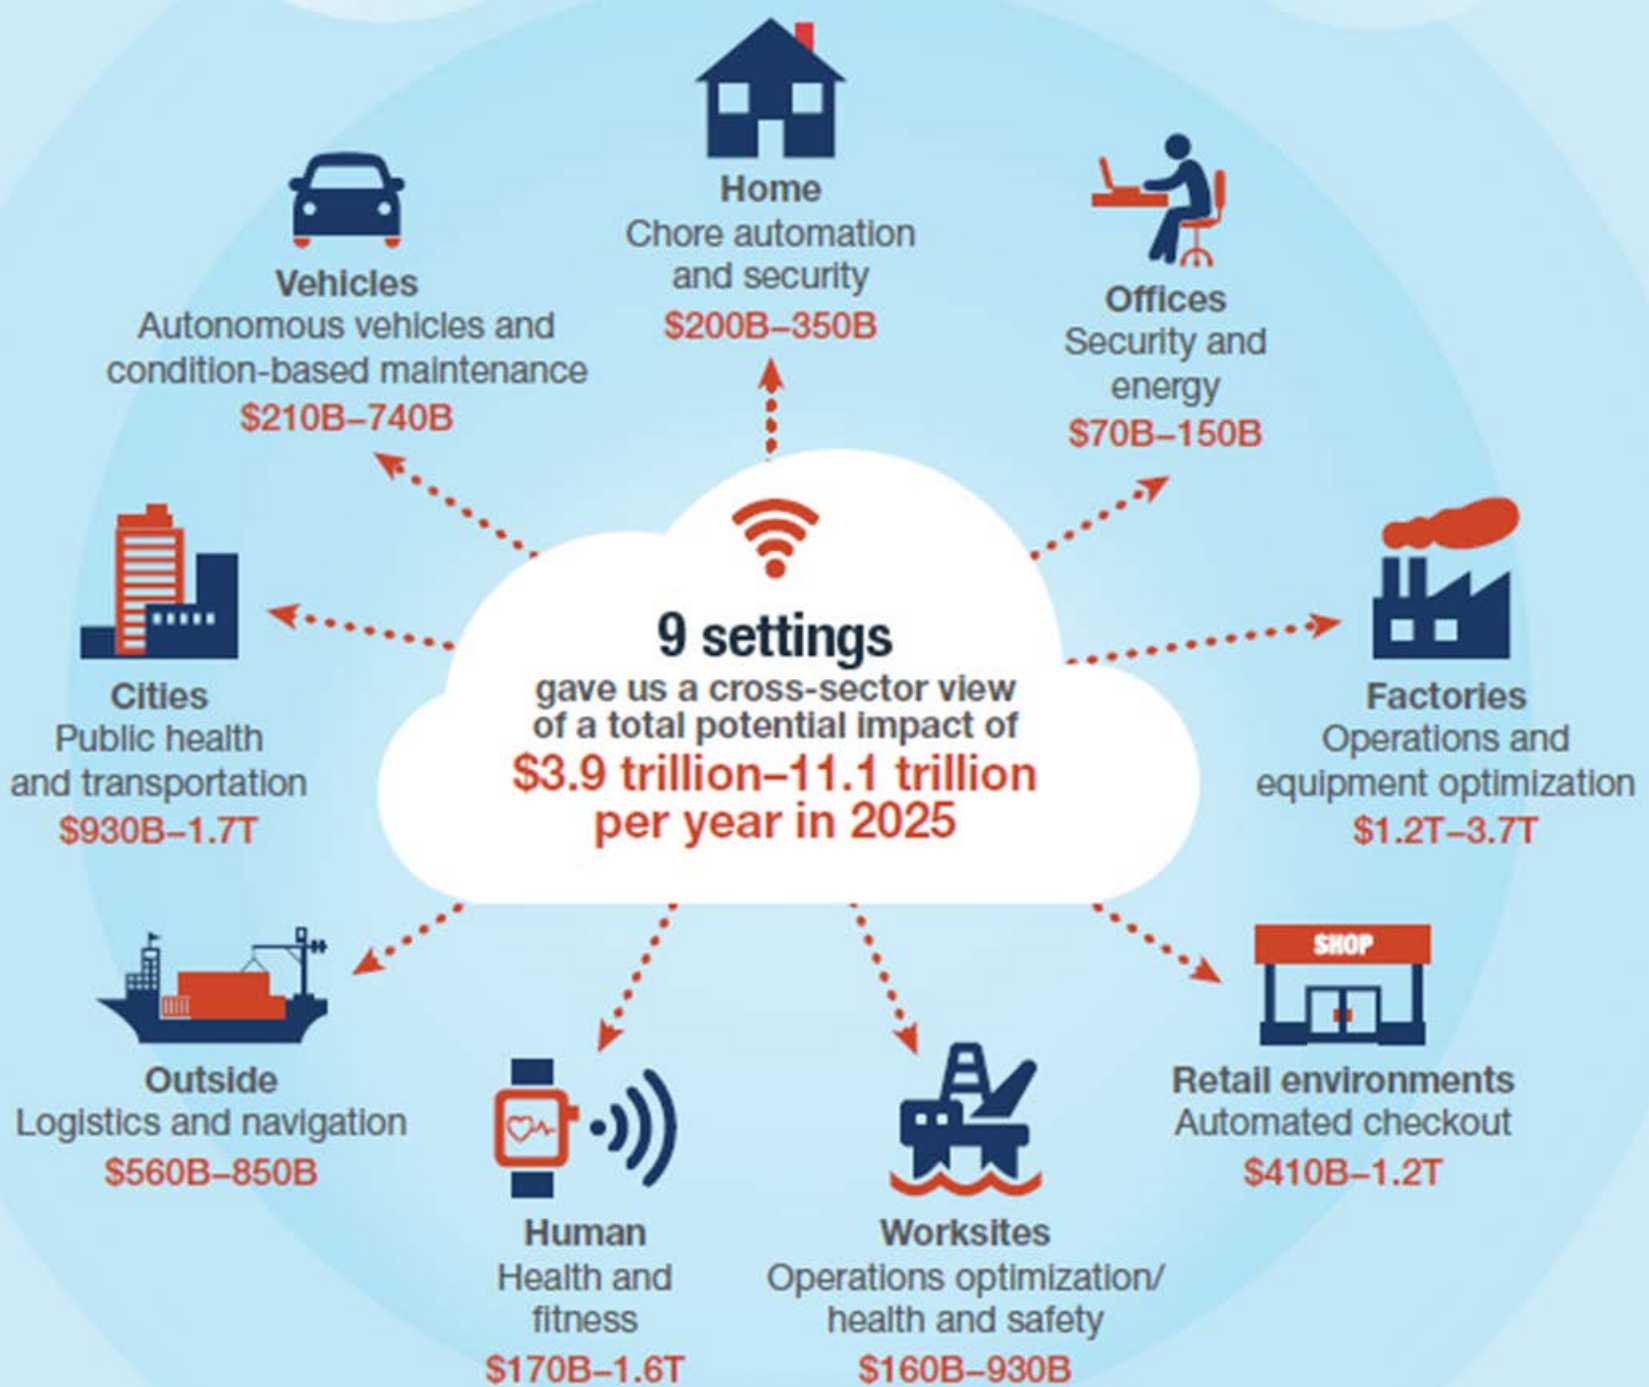 Home
Chore automation
and security
$200B–350B
Offices
Security and
energy
$70B–150B
Factories
Operations and
equipment optimization
$1.2T–3.7T
SHOP
Retail environments
Automated checkout
$410B–1.2T
Worksites
Operations optimization/
health and safety
$160B–930B
Human
Health and
fitness
$170B–1.6T
Outside
Logistics and navigation
$560B–850B
Cities
Public health
and transportation
$930B–1.7T
Vehicles
Autonomous vehicles and
condition-based maintenance
$210B–740B
9 settings
gave us a cross-sector view
of a total potential impact of
$3.9 trillion–11.1 trillion
per year in 2025